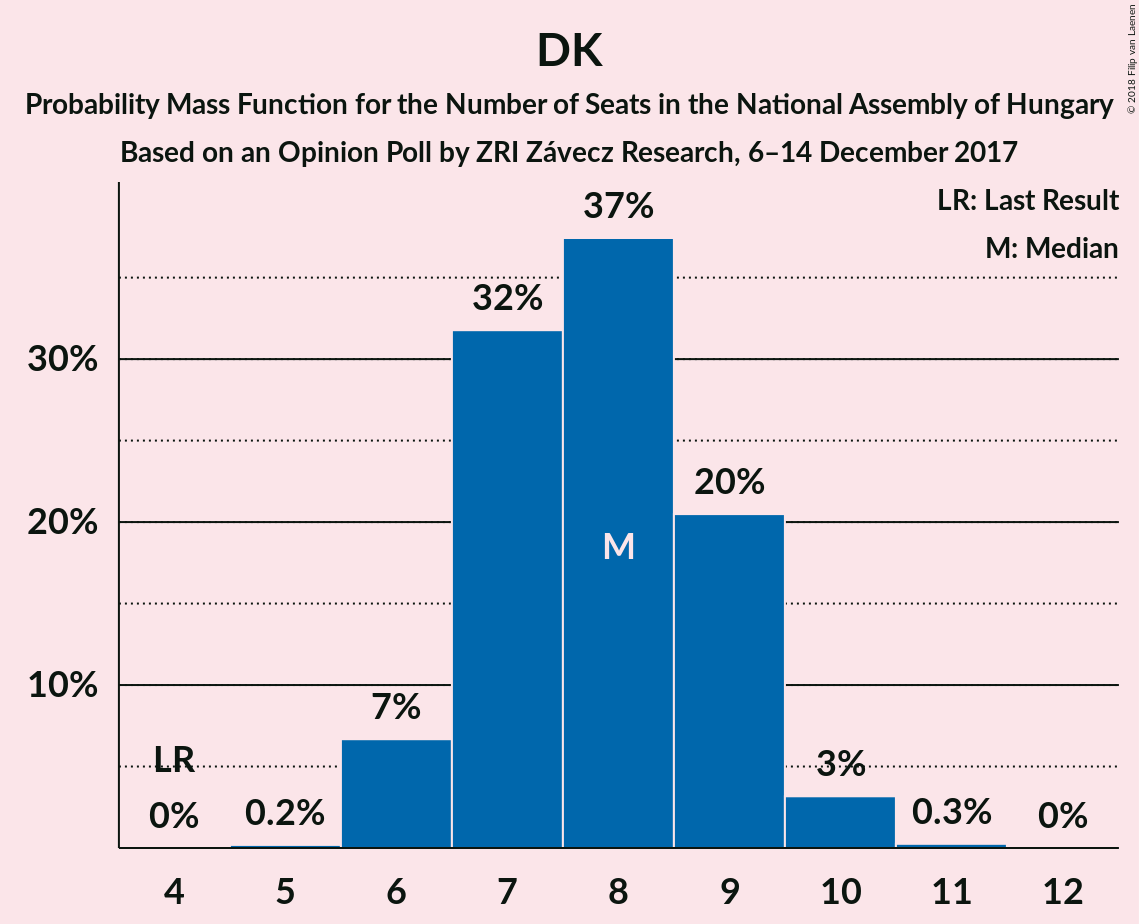 DK
Probability Mass Function for the Number of Seats in the National Assembly of Hungary
Based on an Opinion Poll by ZRI Závecz Research, 6–14 December 2017
© 2018 Filip van Laenen
LR: Last Result
M: Median
37%
32%
30%
20%
20%
M
10%
7%
LR
3%
0%
0.2%
0.3%
0%
4 5 6 7 8 9 10 11 12